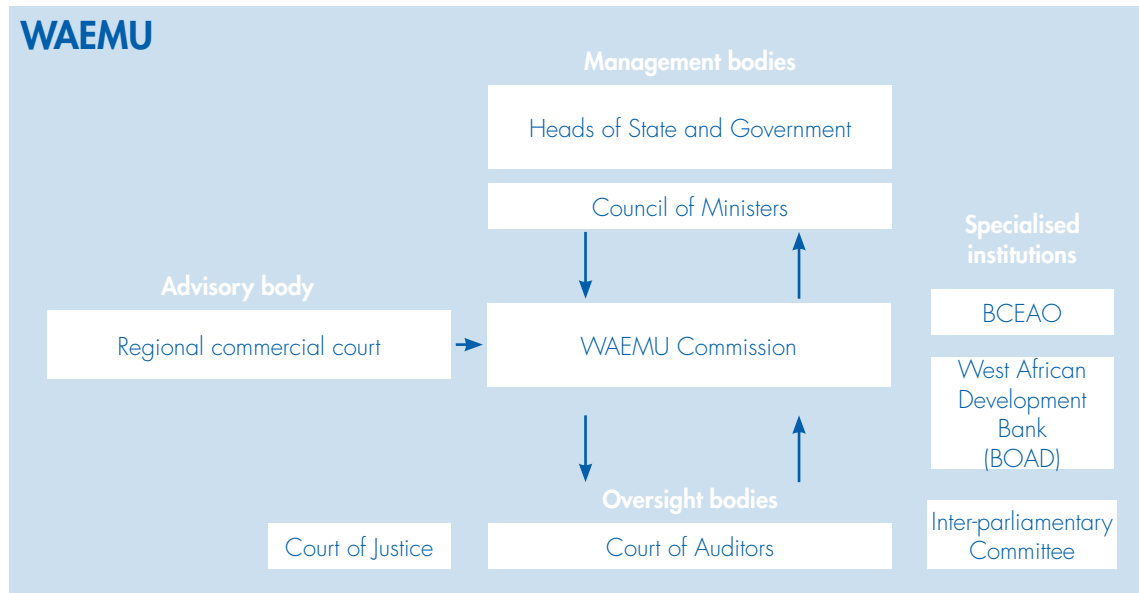 WAEMU
Management bodies
Heads of State and Government
Council of Ministers
Specialised
institutions
Advisory body
Regional commercial court
WAEMU Commission
BCEAO
West African
Development
Bank
(BOAD)
Oversight bodies
Court of Justice
Court of Auditors
Inter-parliamentary
Committee